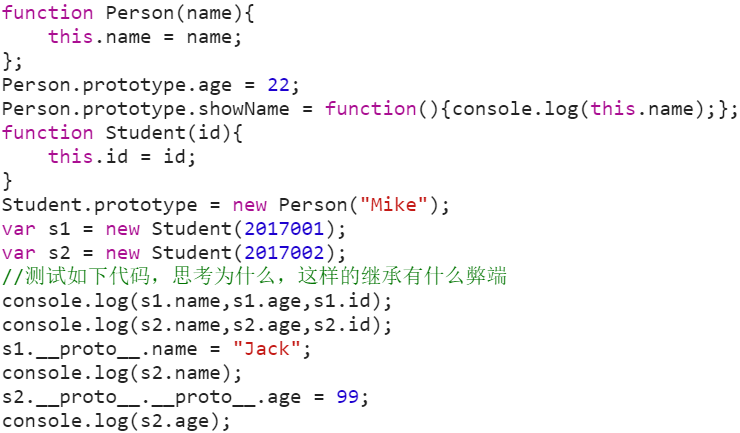 function Person(name){
    this.name = name;
};
Person.prototype.age = 22;
Person.prototype.showName = function(){console.log(this.name);};
function Student(id){
    this.id = id;
}
Student.prototype = new Person("Mike");
var s1 = new Student(2017001);
var s2 = new Student(2017002);
//测试如下代码，思考为什么，这样的继承有什么弊端
console.log(s1.name,s1.age,s1.id);
console.log(s2.name,s2.age,s2.id);
s1.__proto__.name = "Jack";
console.log(s2.name);
s2.__proto__.__proto__.age = 99;
console.log(s2.age);